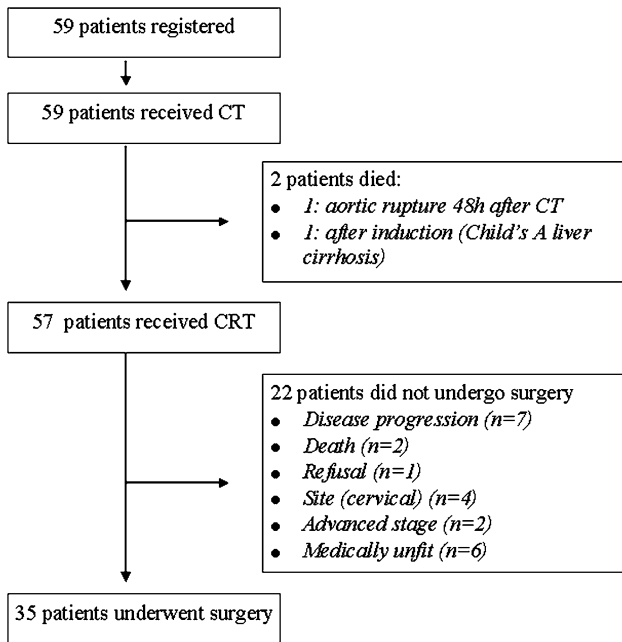 59 patients registered
59 patients received CT
2 patients died:
● 1: aortic rupture 48h after CT
● 1: after induction (Child's A liver
cirrhosis)
57 patients received CRT
22 patients did not undergo surgery
● Disease progression (n=7)
● Death (n=2)
● Refusal (n=1)
● Site (cervical) (n=4)
● Advanced stage (n=2)
● Medically unfit (n=6)
35 patients underwent surgery